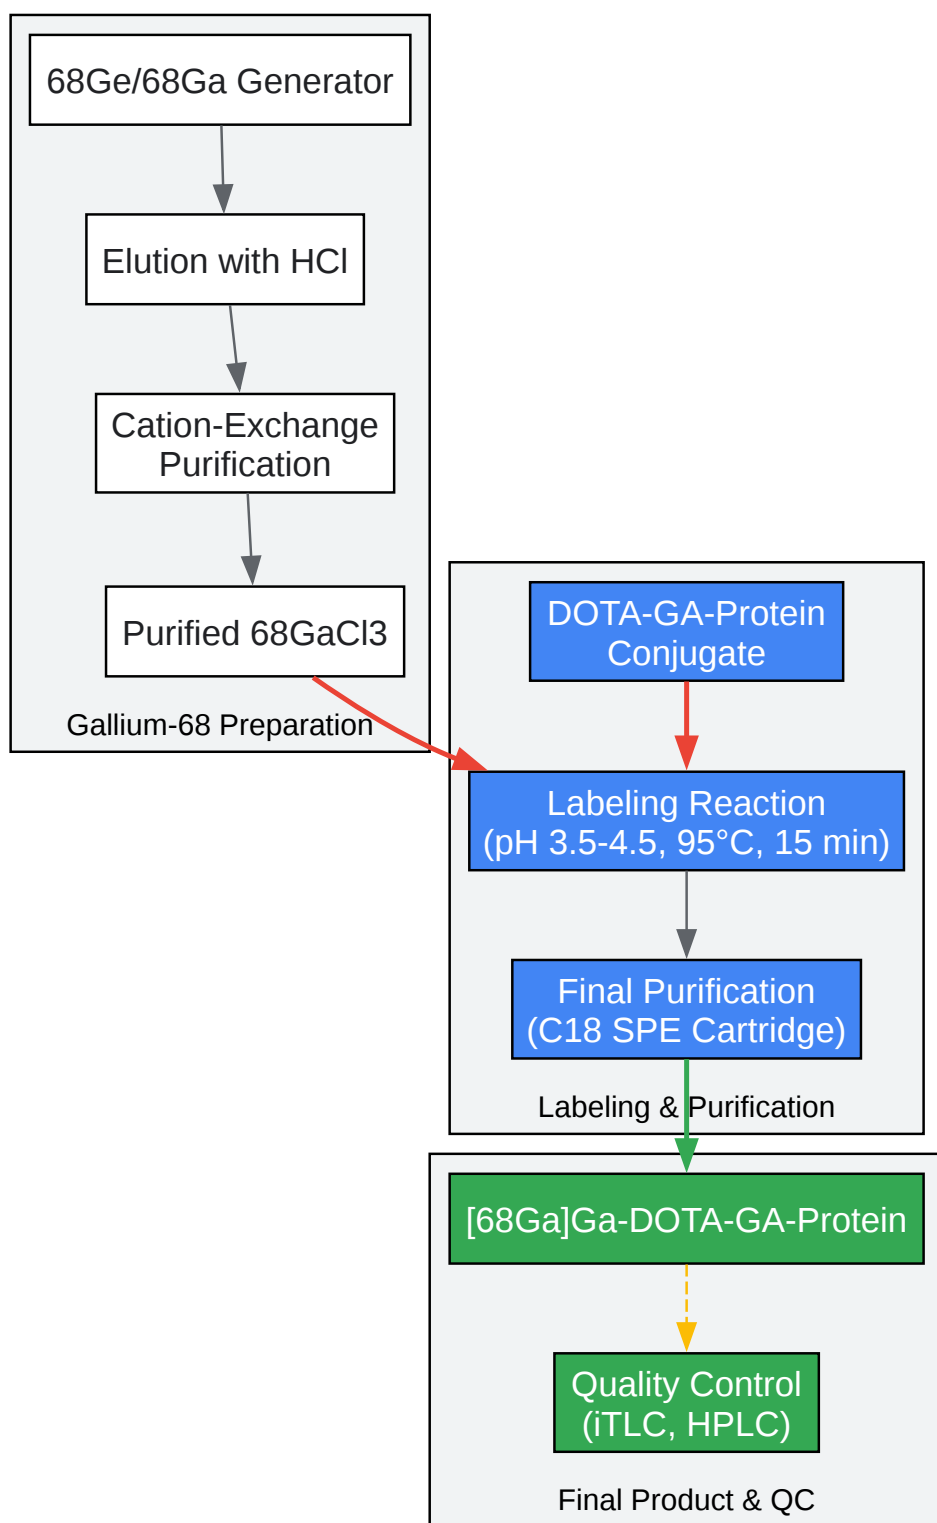 68Ge/68Ga Generator
Elution with HCl
Cation-Exchange
Purification
Purified 68GaCl3
Gallium-68 Preparation
DOTA-GA-Protein
Conjugate
Labeling Reaction
(pH 3.5-4.5, 95°C, 15 min)
Final Purification
(C18 SPE Cartridge)
Labeling & Purification
[68Ga]Ga-DOTA-GA-Protein
Quality Control
(iTLC, HPLC)
Final Product & QC